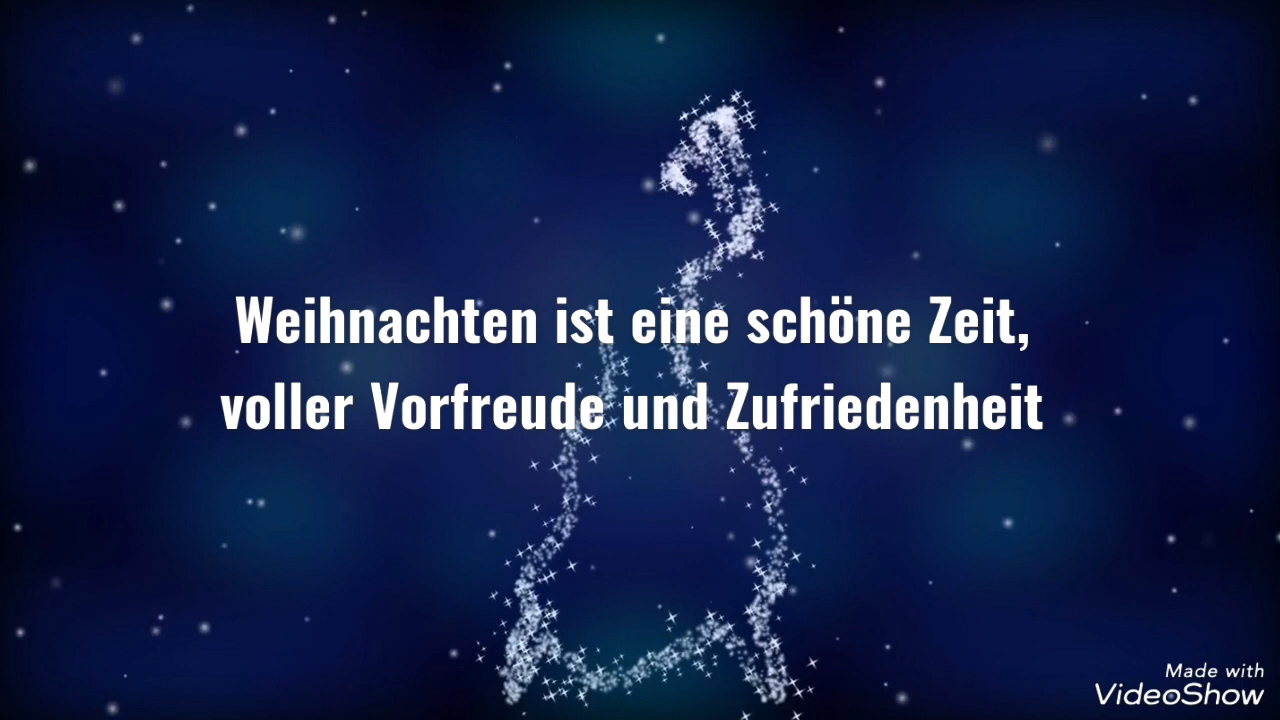 Weihnachten ist eine schöne Zeit,
voller Vorfreude und Zufriedenheit
Made with
VideoShow